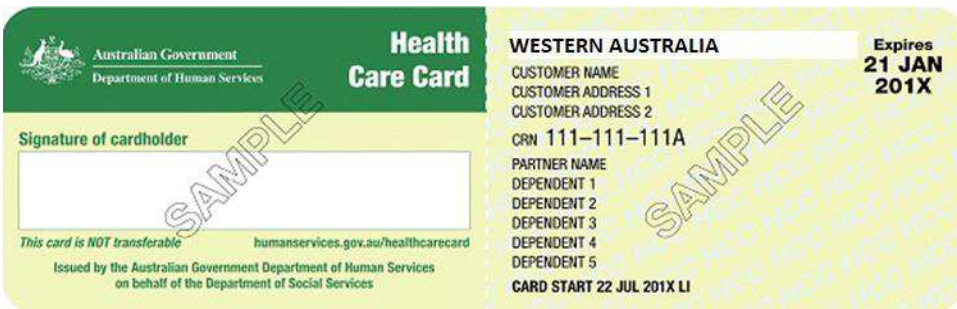 Australian Government
Department of Human Services
Health
Care Card
Signature of cardholder
SAMPLE
This card is NOT transferable
humanservices.gov.au/healthcarecard
Issued by the Australian Government Department of Human Services
on behalf of the Department of Social Services
WESTERN AUSTRALIA
Expires
21 JAN
201X
CUSTOMER NAME
CUSTOMER ADDRESS 1
CUSTOMER ADDRESS 2
CRN 111-111-111A
PARTNER NAME
DEPENDENT 1
DEPENDENT 2
DEPENDENT 3
DEPENDENT 4
DEPENDENT 5
SAMPLE
CARD START 22 JUL 201X LI